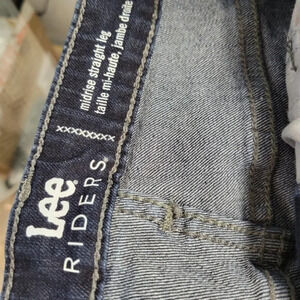 Lee
RIDERS
xxxxxxxxx
midrise straight leg
taille mi-haute, jambe droite